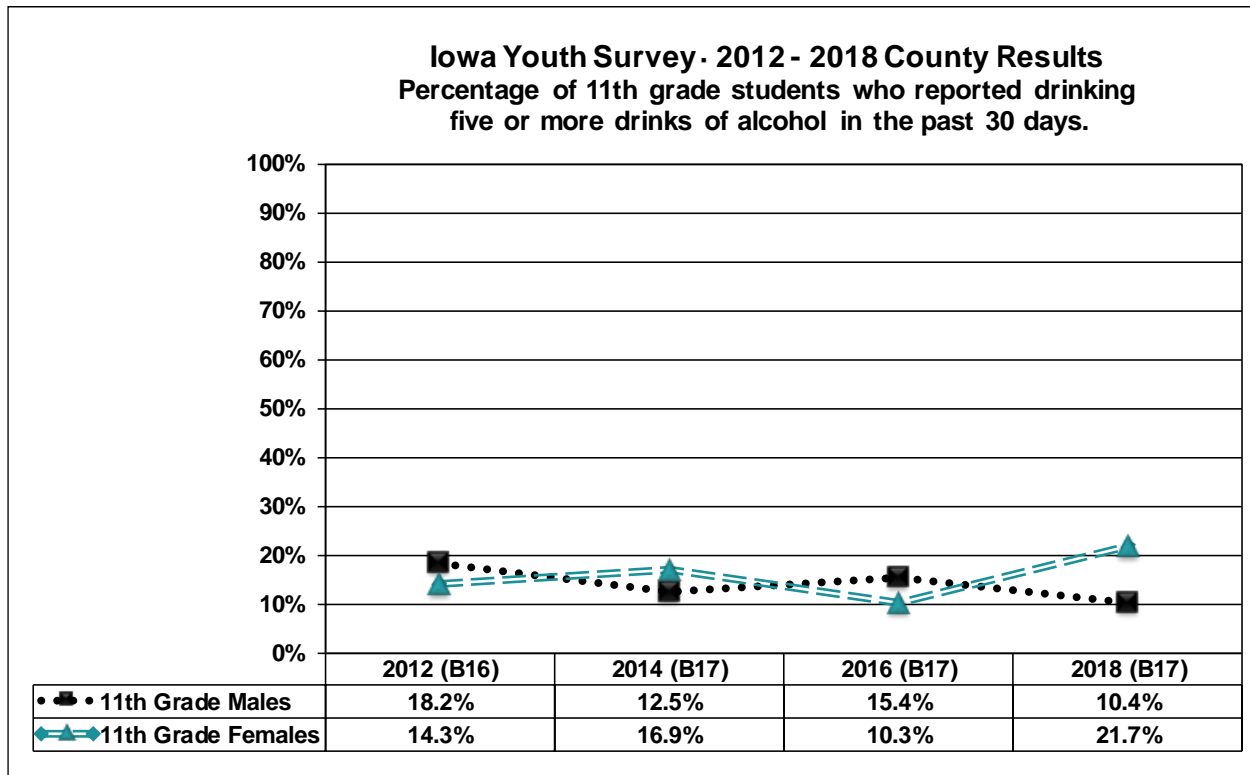 Iowa Youth Survey · 2012 - 2018 County Results
Percentage of 11th grade students who reported drinking
five or more drinks of alcohol in the past 30 days.
100%
90%
80%
70%
60%
50%
40%
30%
20%
10%
0%
2012 (B16) 2014 (B17) 2016 (B17) 2018 (B17)
11th Grade Males 18.2% 12.5% 15.4% 10.4%
11th Grade Females 14.3% 16.9% 10.3% 21.7%